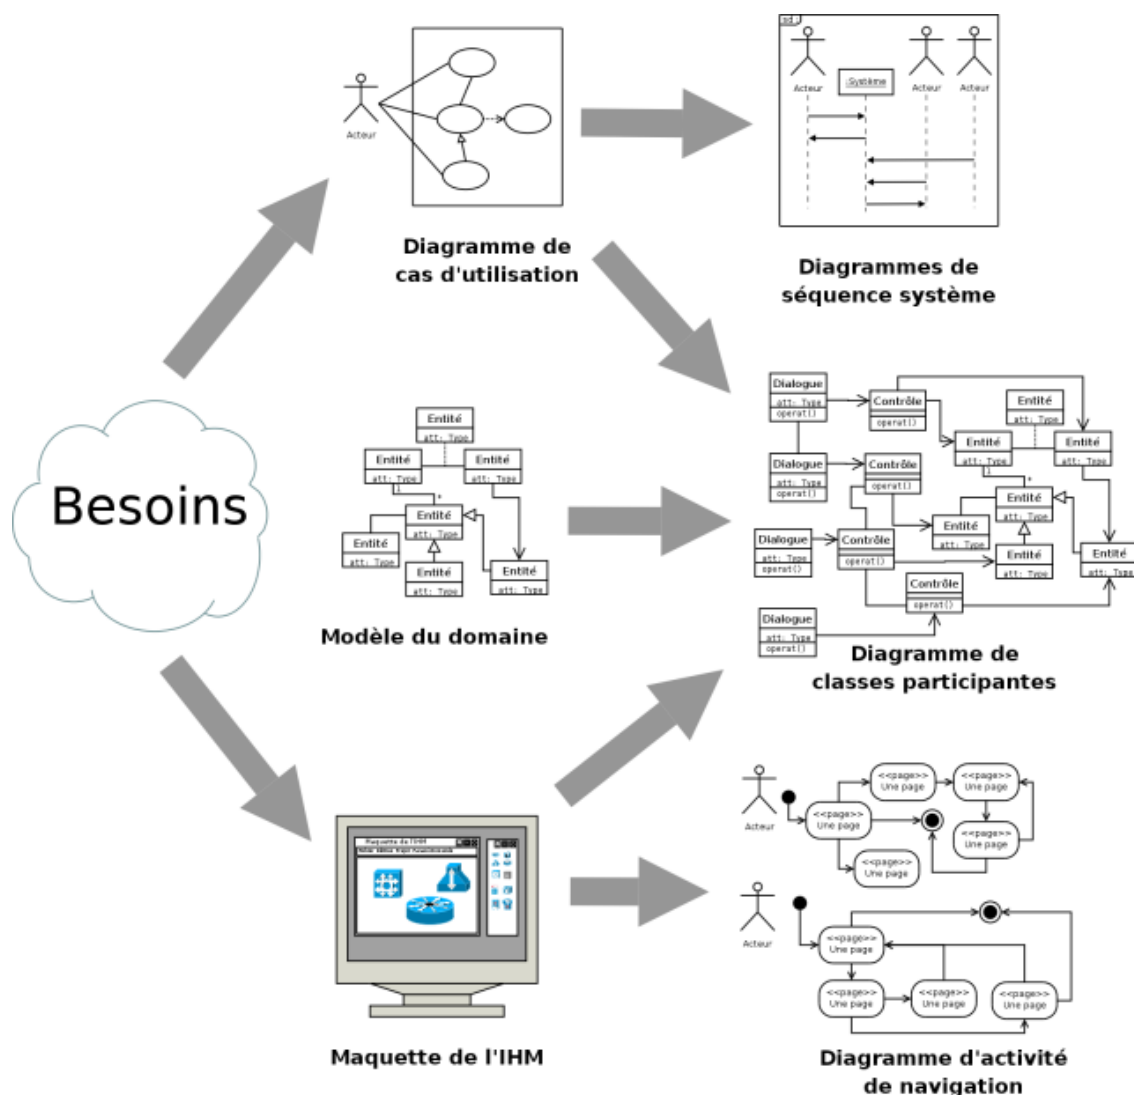 sd :
Acteur
:Système
Acteur
Acteur
Acteur
Diagramme de
cas d'utilisation
Diagrammes de
séquence système
Besoins
Entité
att: Type
Entité
att: Type
Entité
att: Type
1
*
Entité
att: Type
Entité
att: Type
Entité
att: Type
Entité
att: Type
Modèle du domaine
Dialogue
att: Type
operat()
Contrôle
operat()
Entité
att: Type
Entité
att: Type
Entité
att: Type
Dialogue
att: Type
operat()
Contrôle
operat()
1
*
Entité
att: Type
Entité
att: Type
Dialogue
att: Type
operat()
Contrôle
operat()
Entité
att: Type
Entité
att: Type
Contrôle
operat()
Dialogue
att: Type
operat()
Diagramme de
classes participantes
Maquette de l'IHM
Maquette de l'IHM
Acteur
<<page>>
Une page
<<page>>
Une page
<<page>>
Une page
<<page>>
Une page
<<page>>
Une page
Acteur
<<page>>
Une page
<<page>>
Une page
<<page>>
Une page
<<page>>
Une page
Diagramme d'activité
de navigation